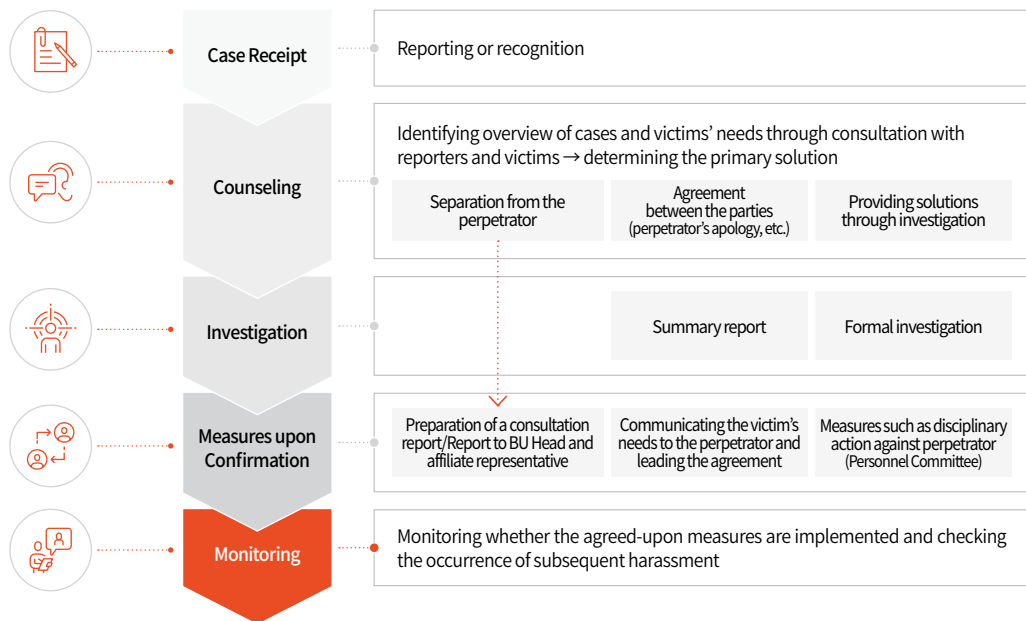 Case Receipt
Reporting or recognition
Counseling
Identifying overview of cases and victims’ needs through consultation with
reporters and victims → determining the primary solution
Separation from the
perpetrator
Agreement
between the parties
(perpetrator’s apology, etc.)
Providing solutions
through investigation
Investigation
Summary report
Formal investigation
Measures upon
Confirmation
Preparation of a consultation
report/Report to BU Head and
affiliate representative
Communicating the victim’s
needs to the perpetrator and
leading the agreement
Measures such as disciplinary
action against perpetrator
(Personnel Committee)
Monitoring
Monitoring whether the agreed-upon measures are implemented and checking
the occurrence of subsequent harassment